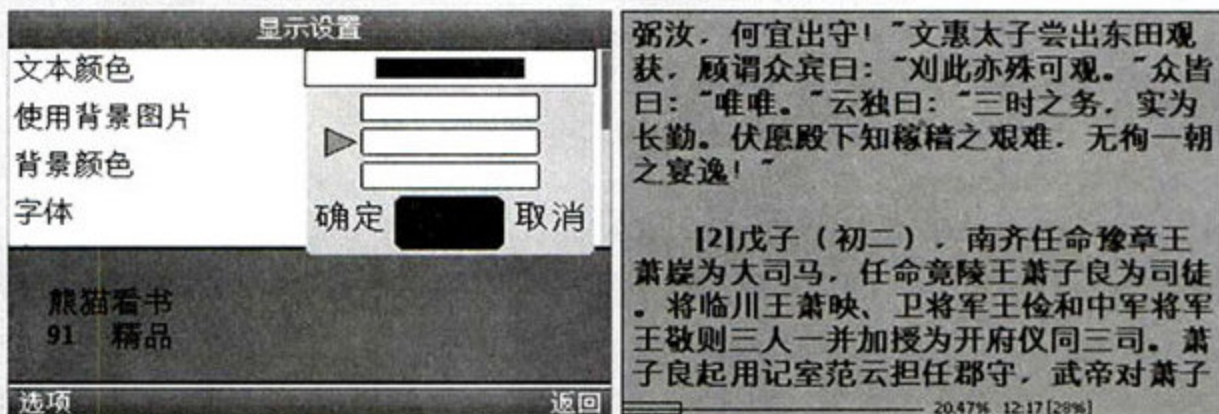 显示设置
文本颜色
使用背景图片
背景颜色
字体
确定 取消
熊猫看书
91 精品
选项 返回
弼汝．何宜出守！”文惠太子尝出东田观
获．顾谓众宾曰：“刈此亦殊可观。”众皆
曰：“唯唯。”云独曰：“三时之务．实为
长勤。伏愿殿下知稼穑之艰难．无徇一朝
之宴逸！”
[2]戊子（初二）．南齐任命豫章王
萧嶷为大司马．任命竟陵王萧子良为司徒
。将临川王萧映、卫将军王俭和中军将军
王敬则三人一并加授为开府仪同三司。萧
子良起用记室范云担任郡守．武帝对萧子
20.47% 12:17[28%]